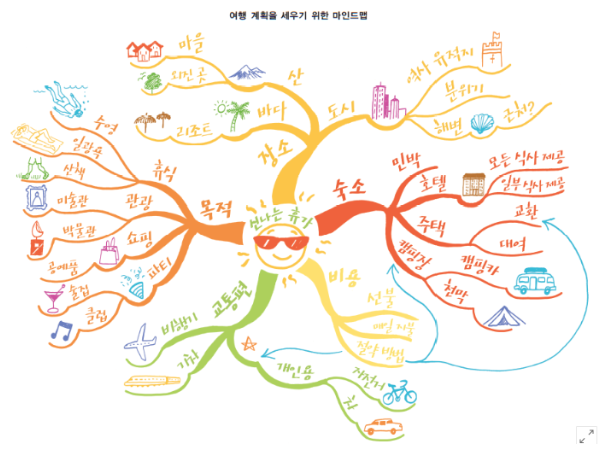 여행 계획을 세우기 위한 마인드맵
신나는 휴가
장소
산
마을
외딴 곳
바다
리조트
도시
역사 유적지
분위기
해변
근처?
숙소
민박
호텔
모든 식사 제공
일부 식사 제공
주택
교환
대여
캠핑장
캠핑카
천막
비용
선불
매일 지불
절약 방법
교통편
비행기
기차
개인용
자전거
차
목적
휴식
수영
일광욕
산책
관광
미술관
박물관
쇼핑
공예품
파티
술집
클럽